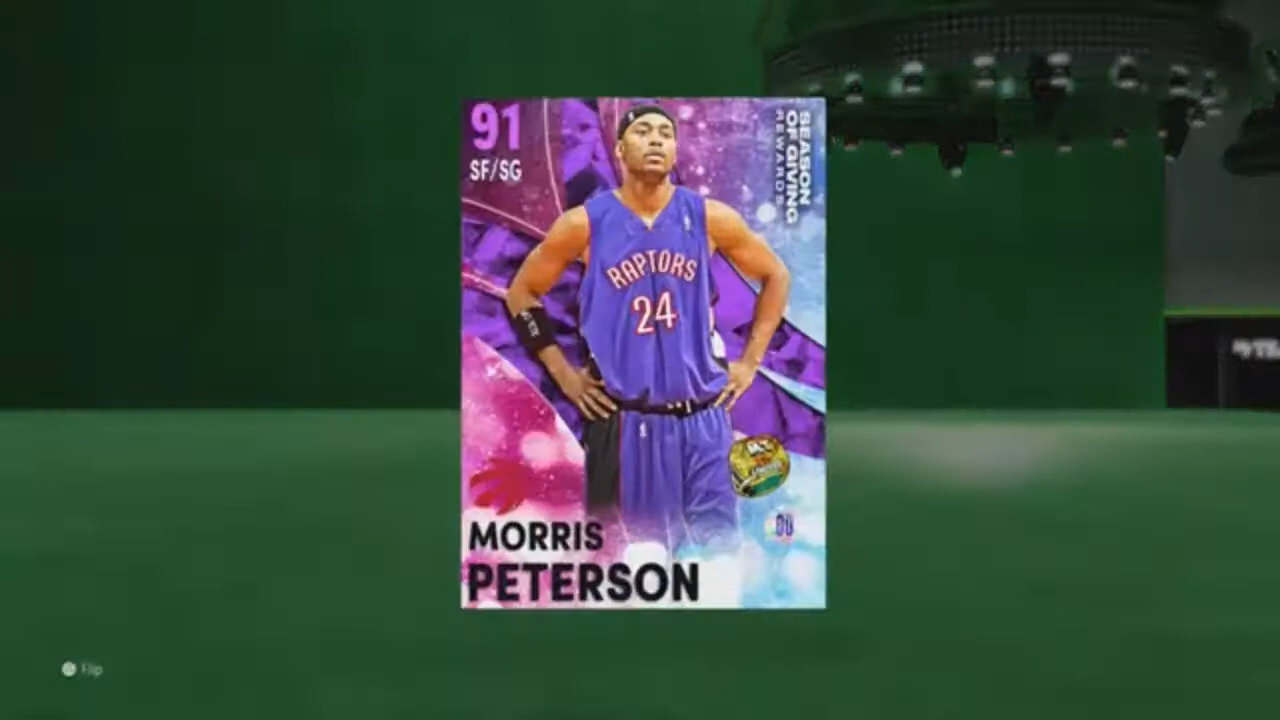 91
SF/SG
SEASON
OF GIVING
REWARDS
RAPTORS
24
MORRIS
PETERSON
Flip